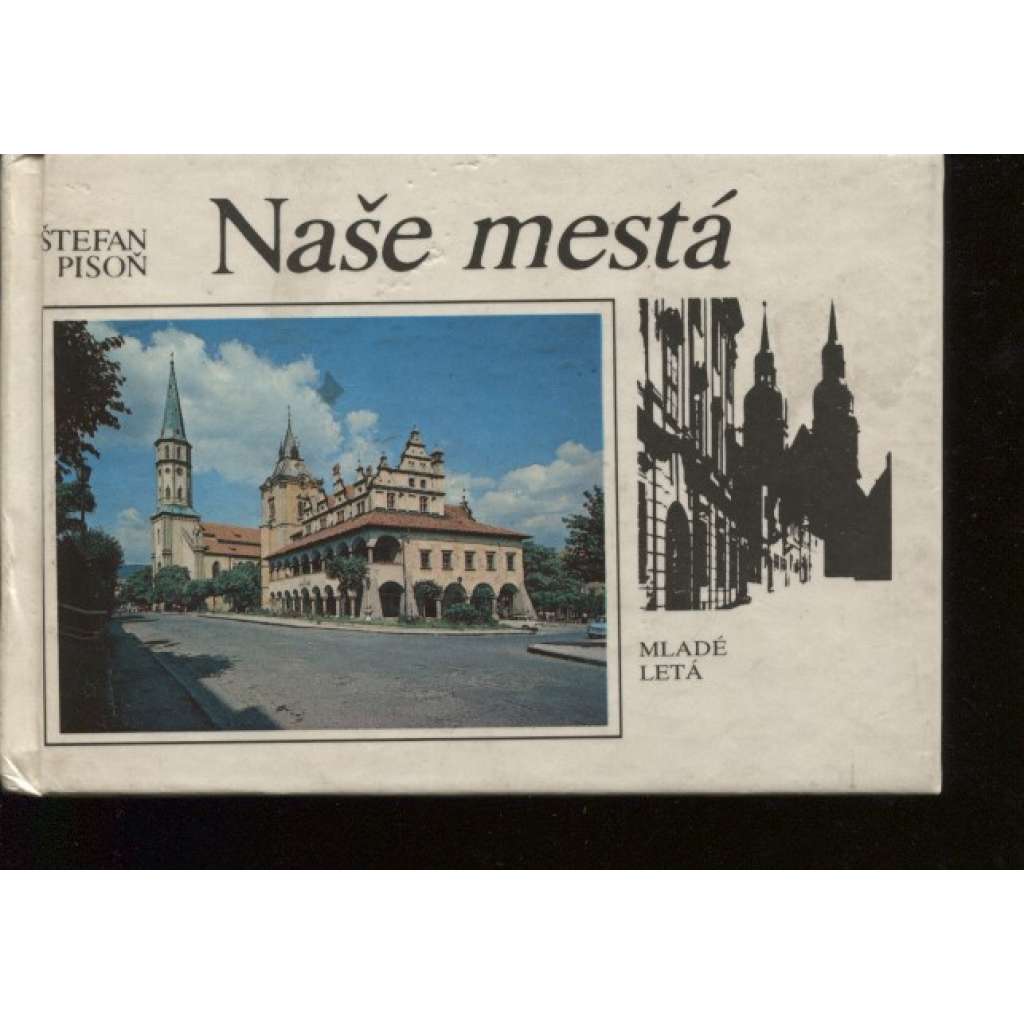 ŠTEFAN
PISOŇ
Naše mestá
MLADÉ
LETÁ